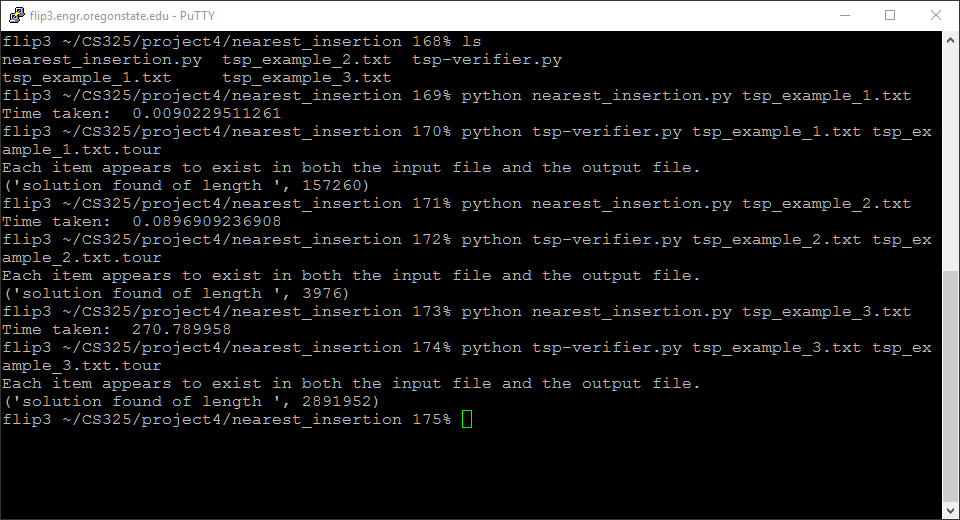 flip3.engr.oregonstate.edu - PuTTY
flip3 ~/CS325/project4/nearest_insertion 168% ls
nearest_insertion.py  tsp_example_2.txt  tsp-verifier.py
tsp_example_1.txt     tsp_example_3.txt
flip3 ~/CS325/project4/nearest_insertion 169% python nearest_insertion.py tsp_example_1.txt
Time taken:  0.0090229511261
flip3 ~/CS325/project4/nearest_insertion 170% python tsp-verifier.py tsp_example_1.txt tsp_ex
ample_1.txt.tour
Each item appears to exist in both the input file and the output file.
('solution found of length ', 157260)
flip3 ~/CS325/project4/nearest_insertion 171% python nearest_insertion.py tsp_example_2.txt
Time taken:  0.0896909236908
flip3 ~/CS325/project4/nearest_insertion 172% python tsp-verifier.py tsp_example_2.txt tsp_ex
ample_2.txt.tour
Each item appears to exist in both the input file and the output file.
('solution found of length ', 3976)
flip3 ~/CS325/project4/nearest_insertion 173% python nearest_insertion.py tsp_example_3.txt
Time taken:  270.789958
flip3 ~/CS325/project4/nearest_insertion 174% python tsp-verifier.py tsp_example_3.txt tsp_ex
ample_3.txt.tour
Each item appears to exist in both the input file and the output file.
('solution found of length ', 2891952)
flip3 ~/CS325/project4/nearest_insertion 175%